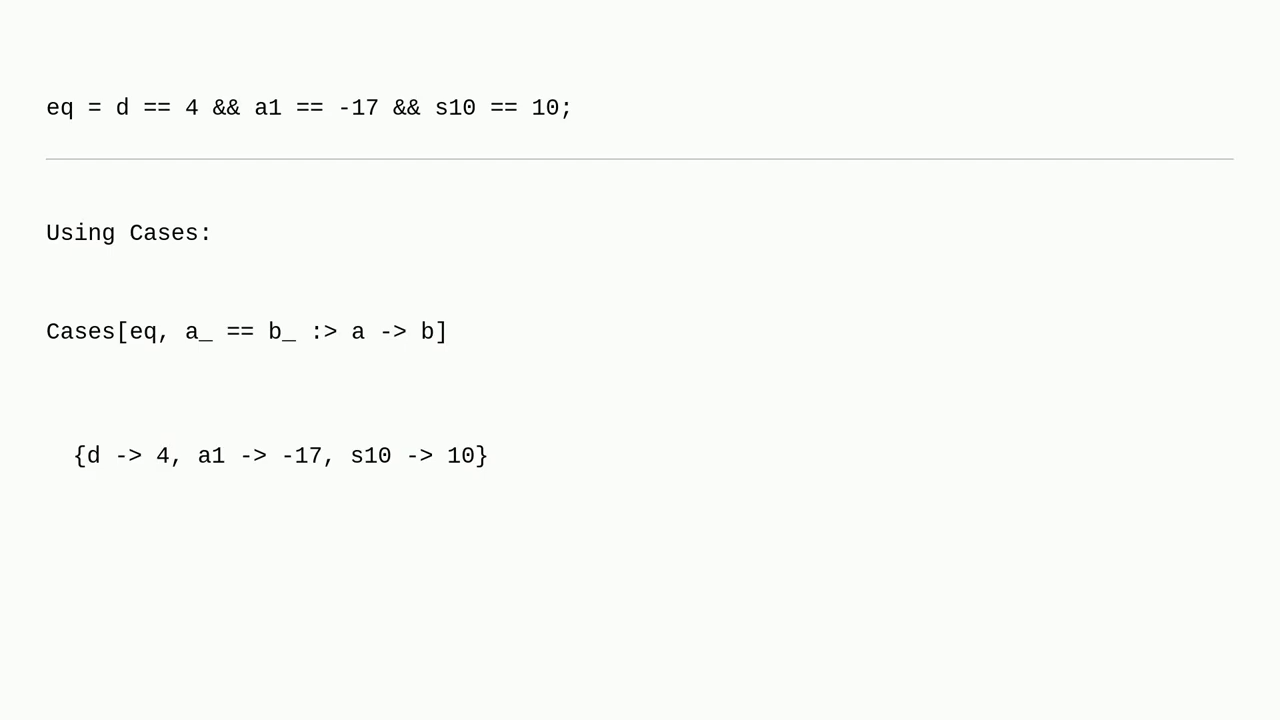 eq = d == 4 && a1 == -17 && s10 == 10;
Using Cases:
Cases[eq, a_ == b_ :> a -> b]
{d -> 4, a1 -> -17, s10 -> 10}